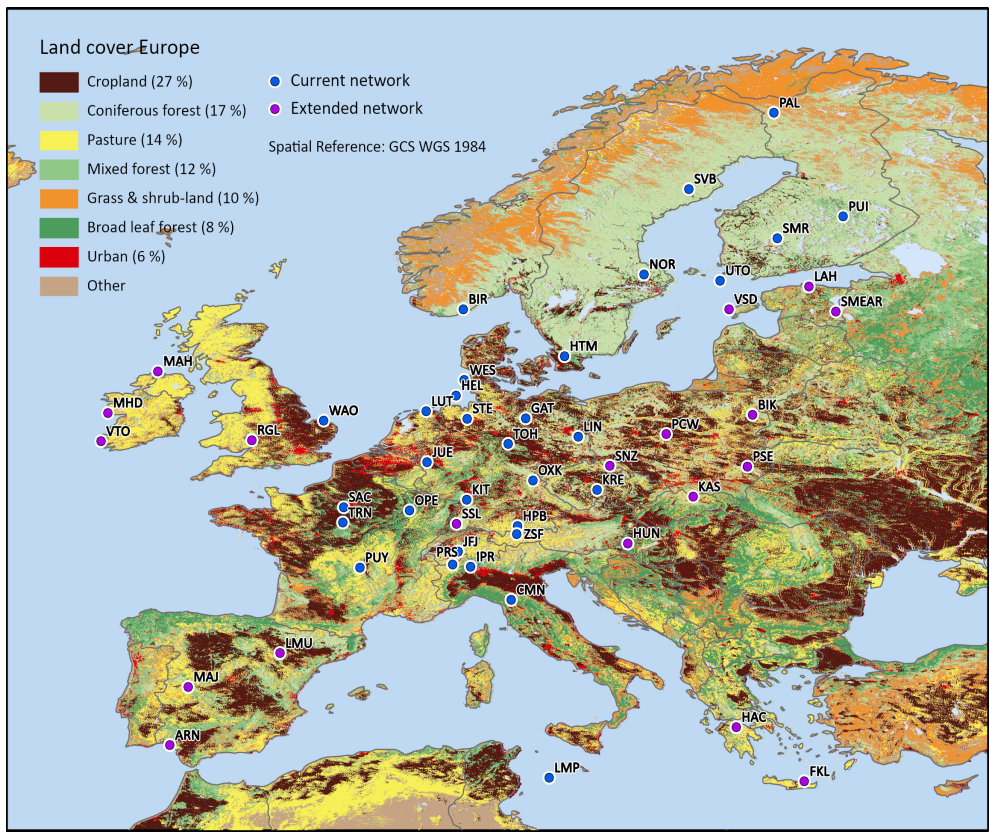 Land cover Europe
Cropland (27 %)
Coniferous forest (17 %)
Pasture (14 %)
Mixed forest (12 %)
Grass & shrub-land (10 %)
Broad leaf forest (8 %)
Urban (6 %)
Other
Current network
Extended network
Spatial Reference: GCS WGS 1984
PAL
SVB
PUI
SMR
NOR
UTO
LAH
VSD
SMEAR
BIR
HTM
MAH
WES
HEL
MHD
WAO
LUT
STE
GAT
BIK
VTO
RGL
TOH
LIN
PCW
JUE
SNZ
PSE
OXK
KRE
KAS
SAC
OPE
KIT
TRN
SSL
HPB
ZSF
HUN
JFJ
PRS
IPR
PUY
CMN
LMU
MAJ
ARN
HAC
LMP
FKL